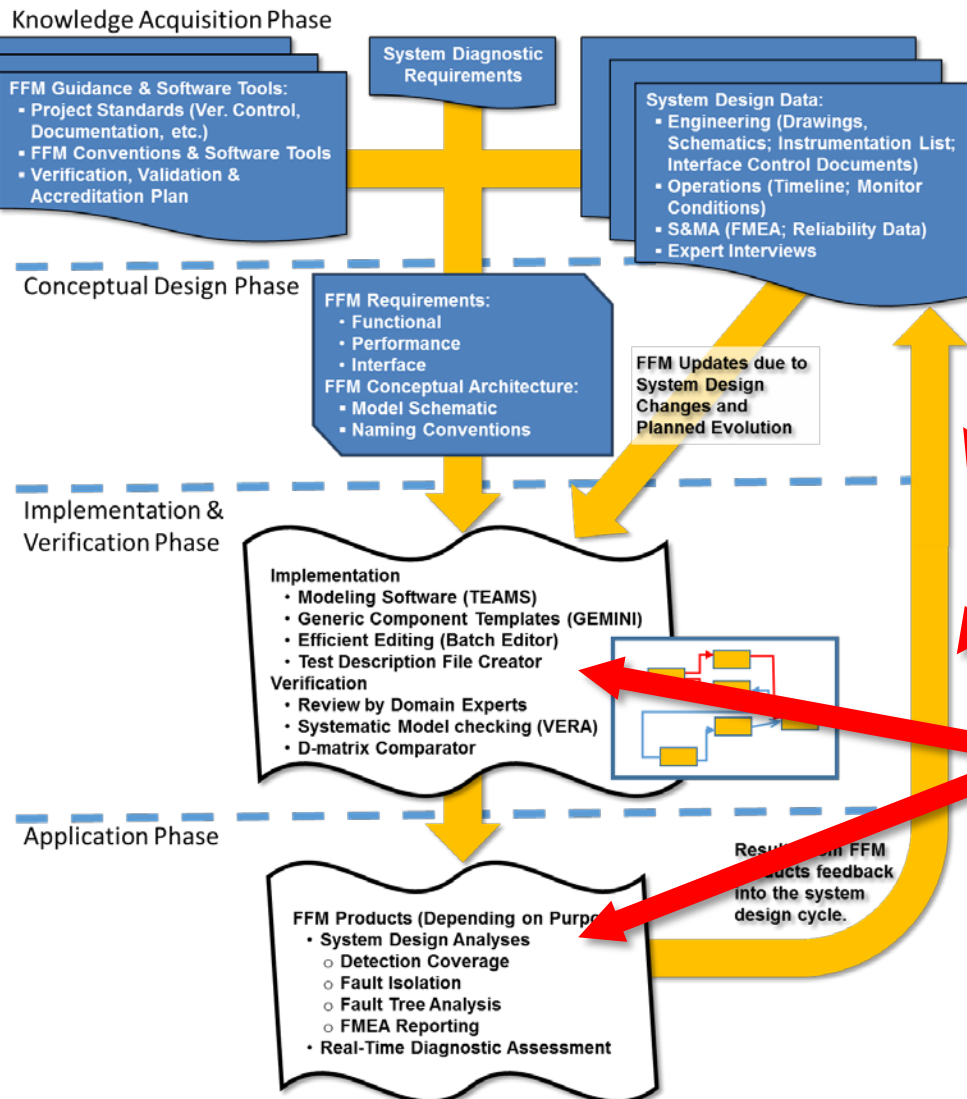 Knowledge Acquisition Phase
System Diagnostic
Requirements
FFM Guidance & Software Tools:
▪ Project Standards (Ver. Control,
Documentation, etc.)
▪ FFM Conventions & Software Tools
▪ Verification, Validation &
Accreditation Plan
System Design Data:
▪ Engineering (Drawings,
Schematics; Instrumentation List;
Interface Control Documents)
▪ Operations (Timeline; Monitor
Conditions)
▪ S&MA (FMEA; Reliability Data)
▪ Expert Interviews
Conceptual Design Phase
FFM Requirements:
• Functional
• Performance
• Interface
FFM Conceptual Architecture:
▪ Model Schematic
▪ Naming Conventions
FFM Updates due to
System Design
Changes and
Planned Evolution
Implementation &
Verification Phase
Implementation
• Modeling Software (TEAMS)
• Generic Component Templates (GEMINI)
• Efficient Editing (Batch Editor)
• Test Description File Creator
Verification
• Review by Domain Experts
• Systematic Model checking (VERA)
• D-matrix Comparator
Application Phase
FFM Products (Depending on
• System Design Analyses
○ Detection Coverage
○ Fault Isolation
○ Fault Tree Analysis
○ FMEA Reporting
• Real-Time Diagnostic Assessment
FFM
feedback
into the system
design cycle.